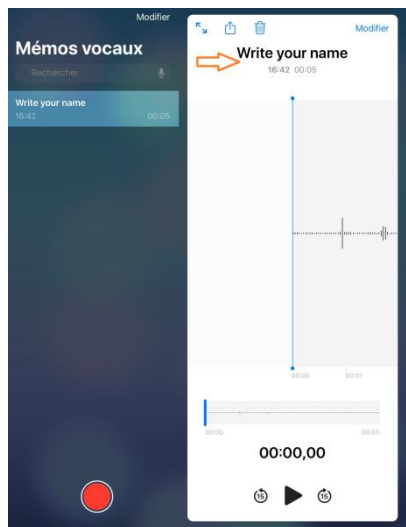 Modifier
Mémos vocaux
Rechercher
Write your name
16:42 00:05
Modifier
Write your name
16:42 00:05
00:00 00:01
00:00 00:05
00:00,00
15 15